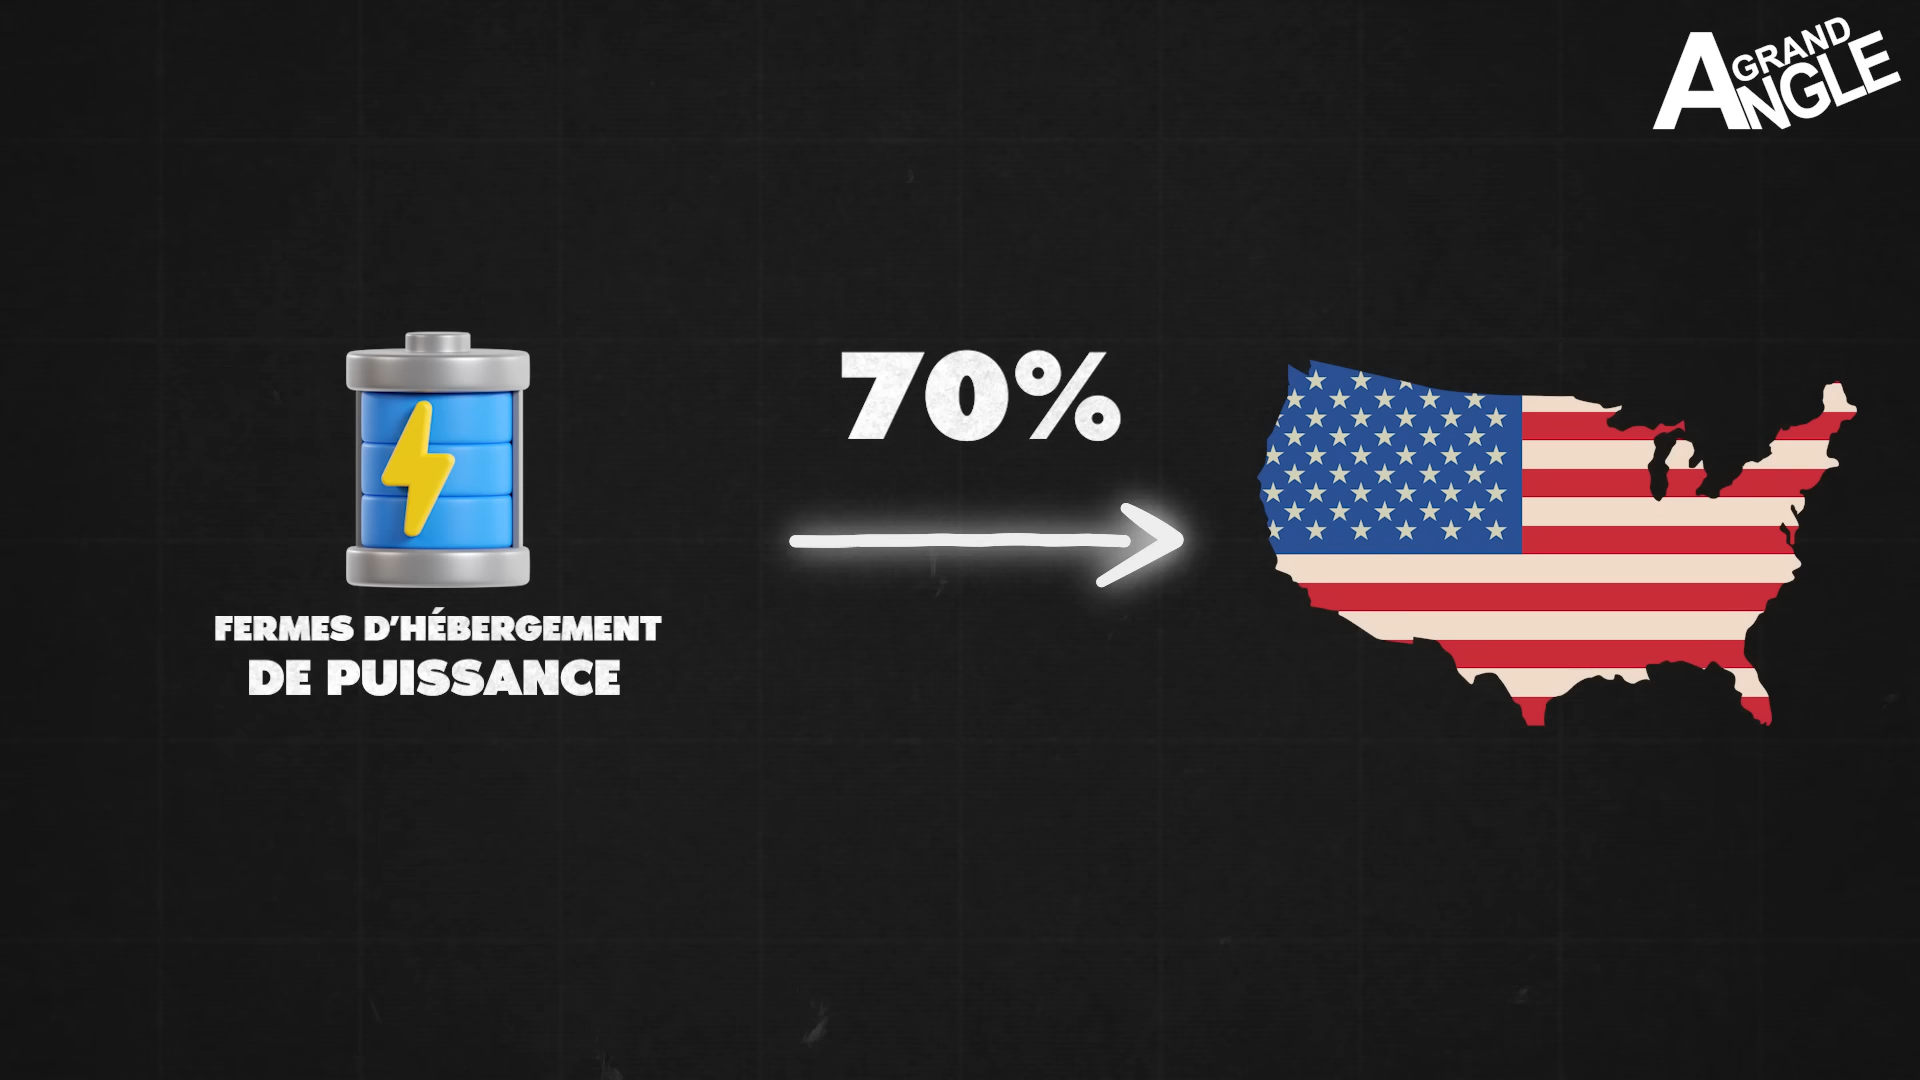 GRAND
ANGLE
70%
FERMES D'HÉBERGEMENT
DE PUISSANCE